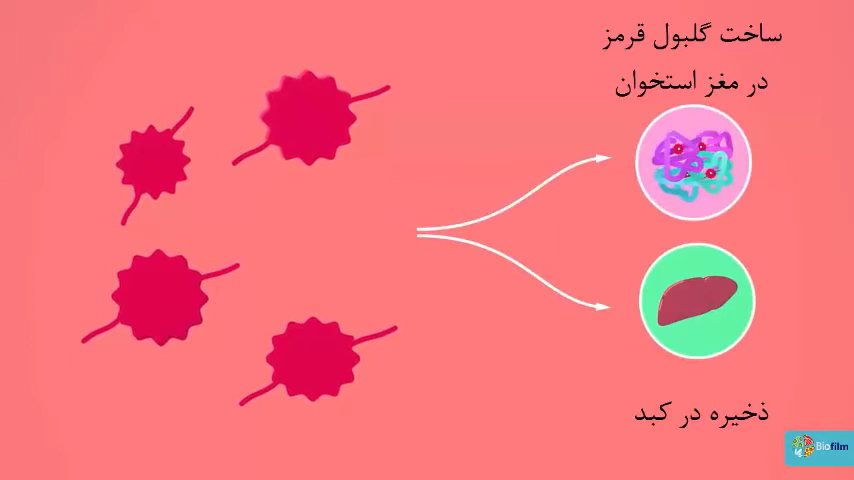 ساخت گلبول قرمز
در مغز استخوان
ذخیره در کبد
Biofilm